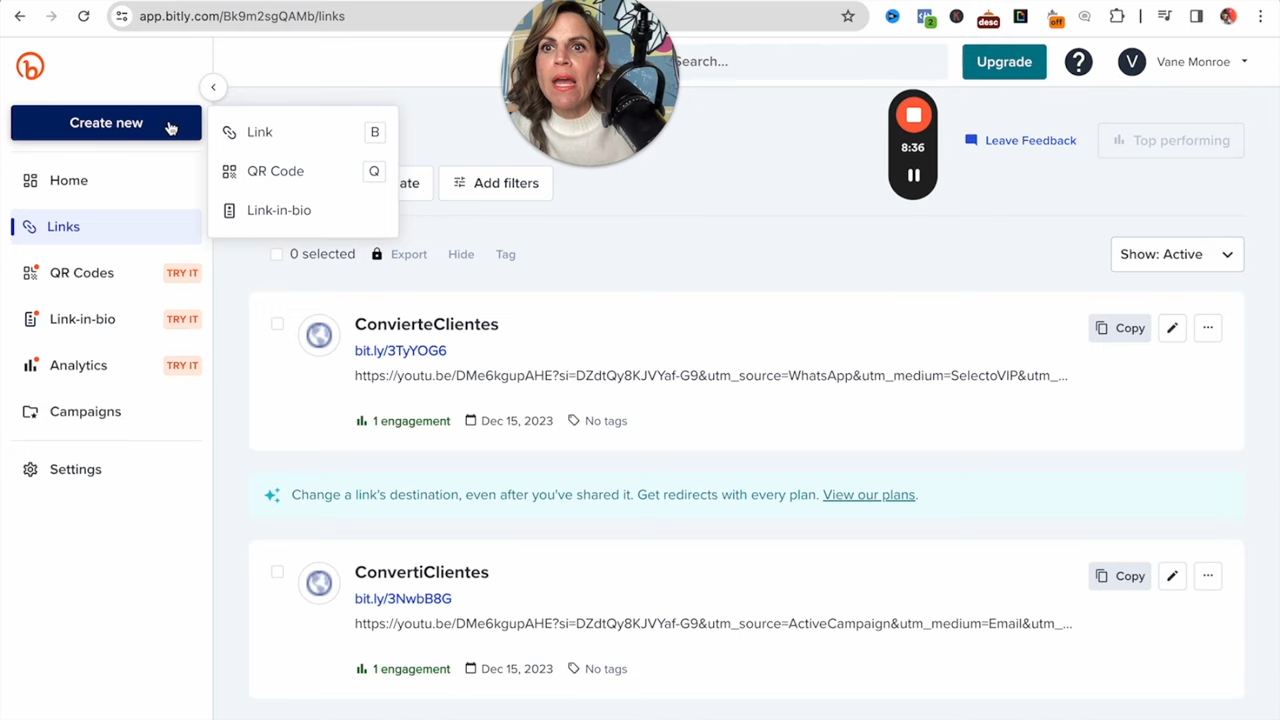 app.bitly.com/Bk9m2sgQAMb/links
2
desc
off
b
Search...
Upgrade
?
V
Vane Monroe
Create new
Link
B
QR Code
Q
Link-in-bio
8:36
Leave Feedback
Top performing
Home
ate
Add filters
Links
0 selected
Export
Hide
Tag
Show: Active
QR Codes
TRY IT
Link-in-bio
TRY IT
Analytics
TRY IT
Campaigns
Settings
ConvierteClientes
bit.ly/3TyYOG6
https://youtu.be/DMe6kgupAHE?si=DZdtQy8KJVYaf-G9&utm_source=WhatsApp&utm_medium=SelectoVIP&utm_...
1 engagement
Dec 15, 2023
No tags
Copy
Change a link's destination, even after you've shared it. Get redirects with every plan. View our plans.
ConvertiClientes
bit.ly/3NwbB8G
https://youtu.be/DMe6kgupAHE?si=DZdtQy8KJVYaf-G9&utm_source=ActiveCampaign&utm_medium=Email&utm_...
1 engagement
Dec 15, 2023
No tags
Copy